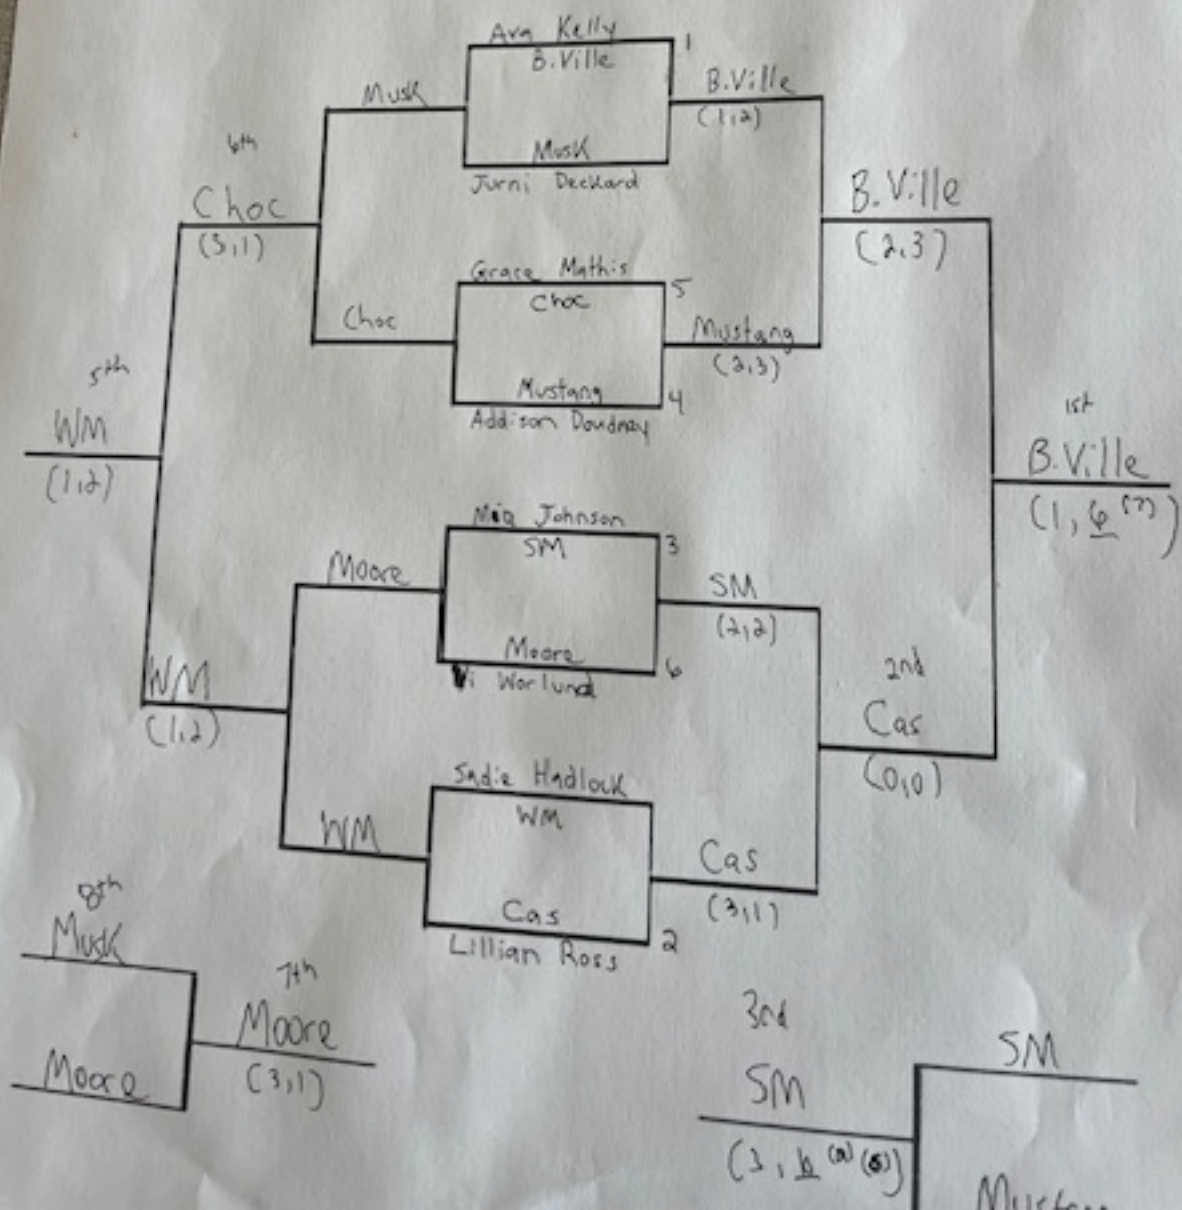 Ava Kelly
1
B.Ville
B.Ville
Musk
(1,2)
6th
Musk
Jurni Deckard
B.Ville
Choc
(2,3)
(3,1)
Grace Mathis
5
Choc
Choc
Mustang
(2,3)
5th
Mustang
4
1st
Addison
WM
B.Ville
(1,2)
(1, 6 (7))
Mia Johnson
SM
3
Moore
SM
(2,2)
Moore
6
Vi Worlund
2nd
WM
Cas
(1,2)
(0,0)
Sadie Hadlock
WM
WM
Cas
(3,1)
8th
Cas
2
Musk
Lillian Ross
7th
3rd
Moore
SM
Moore
SM
(3,1)
(3, 6
Mustang